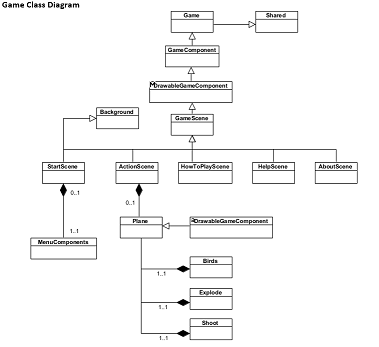 Game Class Diagram
Game
Shared
GameComponent
DrawableGameComponent
Background
GameScene
StartScene
ActionScene
HowToPlayScene
HelpScene
AboutScene
0..1
0..1
1..1
Plane
DrawableGameComponent
MenuComponents
Birds
1..1
Explode
1..1
Shoot
1..1